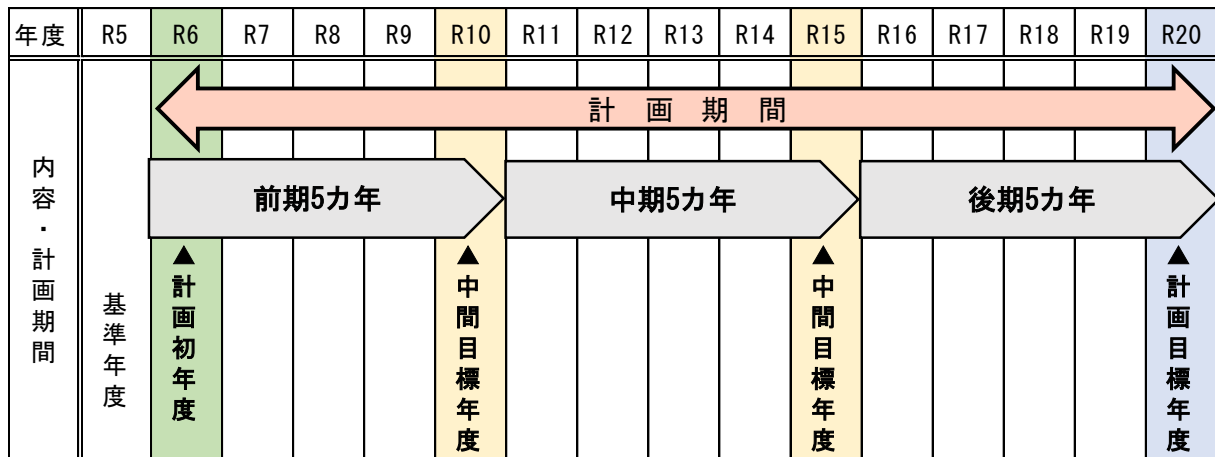 年度 R5 R6 R7 R8 R9 R10 R11 R12 R13 R14 R15 R16 R17 R18 R19 R20
計画期間
内容・計画期間
前期5カ年 中期5カ年 後期5カ年
基準年度
▲計画初年度
▲中間目標年度
▲中間目標年度
▲計画目標年度